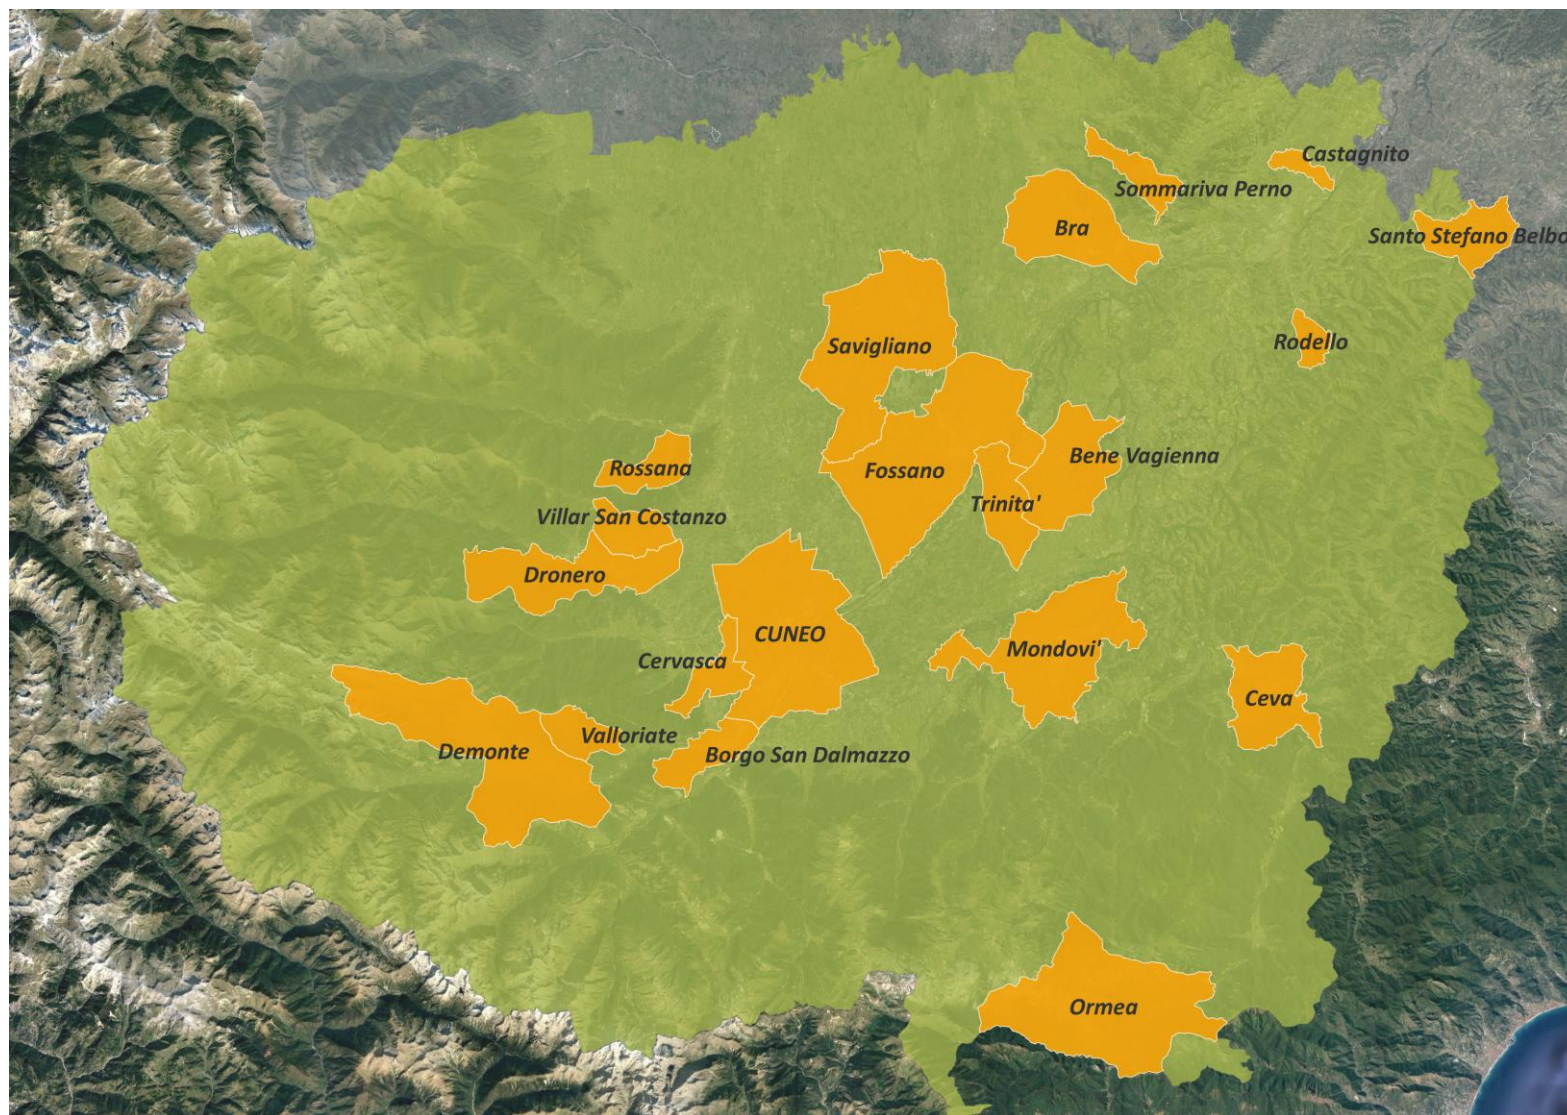 Castagnito
Sommariva Perno
Bra
Santo Stefano Belbo
Savigliano
Rodello
Rossana
Fossano
Bene Vagienna
Trinita'
Villar San Costanzo
Dronero
CUNEO
Cervasca
Mondovi'
Ceva
Valloriate
Demonte
Borgo San Dalmazzo
Ormea